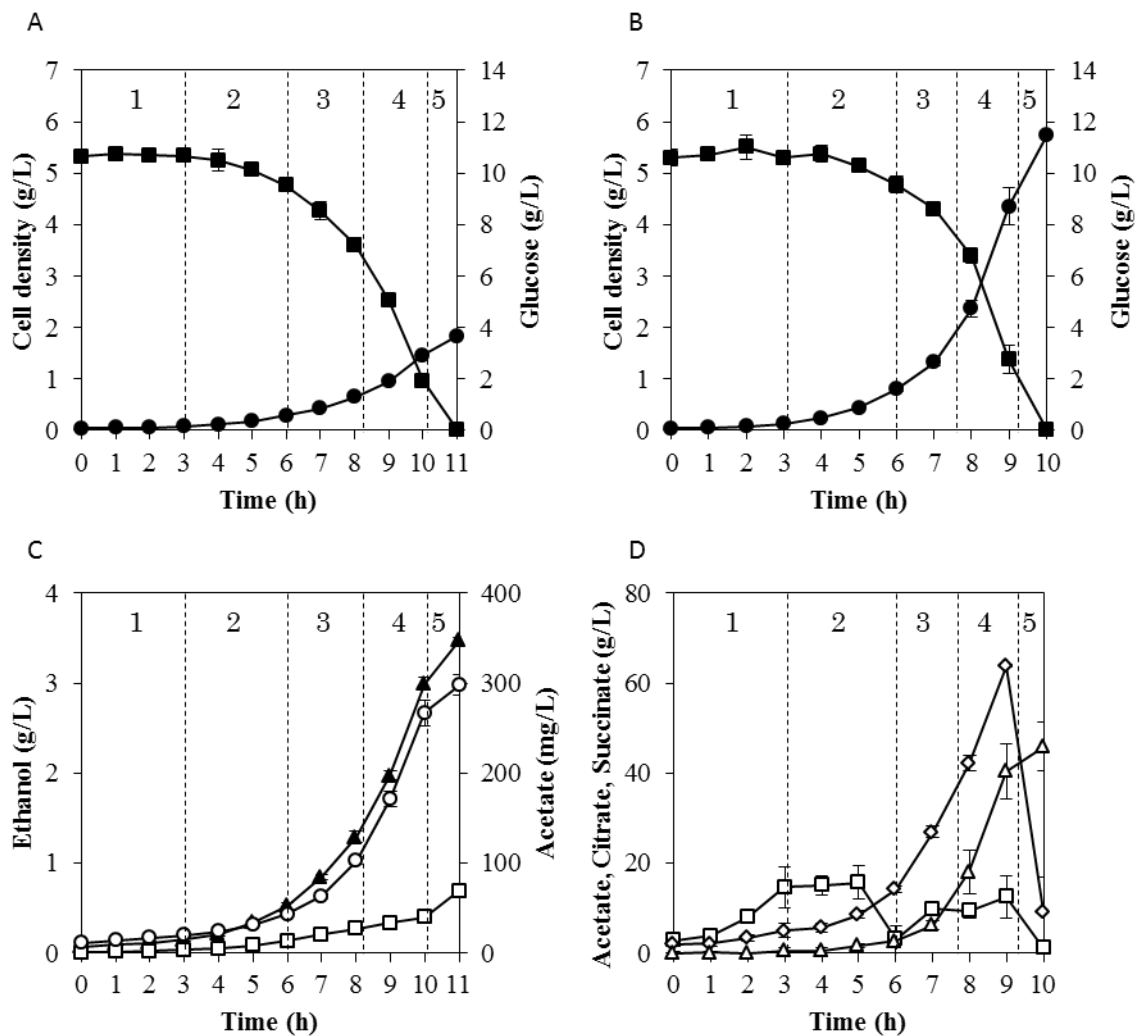 A
7
6
5
4
3
2
1
0
Cell density (g/L)
1 2 3 4 5
14
12
10
8
6
4
2
0
Glucose (g/L)
0 1 2 3 4 5 6 7 8 9 10 11
Time (h)
B
7
6
5
4
3
2
1
0
Cell density (g/L)
1 2 3 4 5
14
12
10
8
6
4
2
0
Glucose (g/L)
0 1 2 3 4 5 6 7 8 9 10
Time (h)
C
4
3
2
1
0
Ethanol (g/L)
1 2 3 4 5
400
300
200
100
0
Acetate (mg/L)
0 1 2 3 4 5 6 7 8 9 10 11
Time (h)
D
80
60
40
20
0
Acetate, Citrate, Succinate (g/L)
1 2 3 4 5
0 1 2 3 4 5 6 7 8 9 10
Time (h)